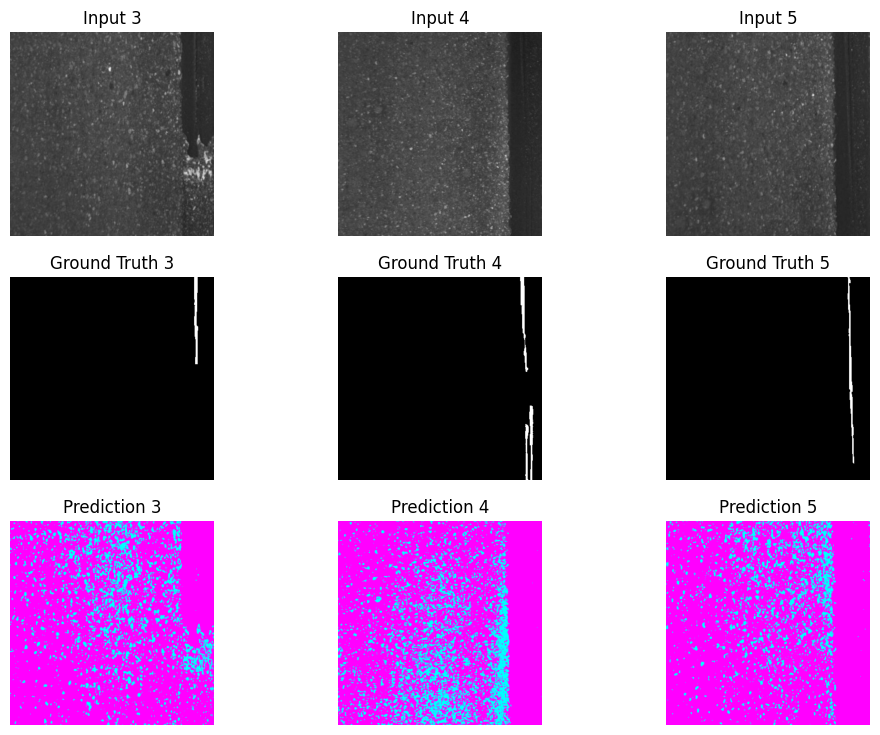 Input 3
Input 4
Input 5
Ground Truth 3
Ground Truth 4
Ground Truth 5
Prediction 3
Prediction 4
Prediction 5